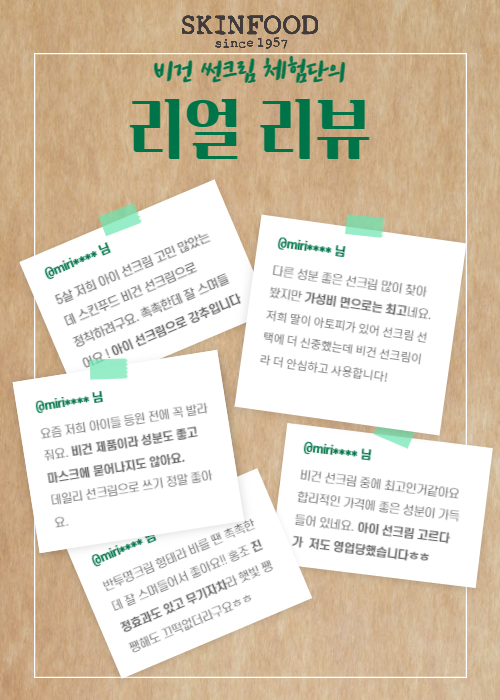 SKINFOOD
since 1957
비건 썬크림 체험단의
리얼 리뷰
@miri**** 님
5살 저희 아이 선크림 고민 많았는
데 스킨푸드 비건 선크림으로
정착하려구요. 촉촉한데 잘 스며들
어요! 아이 선크림으로 강추입니다
@miri**** 님
다른 성분 좋은 선크림 많이 찾아
봤지만 가성비 면으로는 최고네요.
저희 딸이 아토피가 있어 선크림 선
택에 더 신중했는데 비건 선크림이
라 더 안심하고 사용합니다!
@miri**** 님
요즘 저희 아이들 등원 전에 꼭 발라
줘요. 비건 제품이라 성분도 좋고
마스크에 묻어나지도 않아요.
데일리 선크림으로 쓰기 정말 좋아
요.
@miri**** 님
비건 선크림 중에 최고인거같아요
합리적인 가격에 좋은 성분이 가득
들어 있네요. 아이 선크림 고르다
가 저도 영업당했습니다ㅎㅎ
@miri**** 님
반투명크림 형태라 바를 땐 촉촉한
데 잘 스며들어서 좋아요!! 홍조 진
정효과도 있고 무기자차라 햇빛 쨍
쨍해도 끄떡없더라구요ㅎㅎ